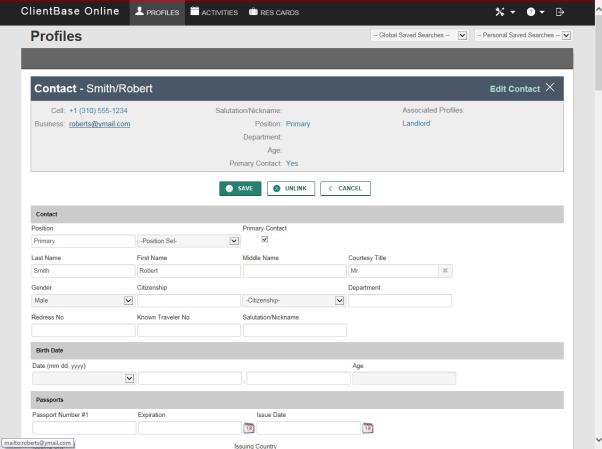 ClientBase Online PROFILES ACTIVITIES RES CARDS
Profiles -- Global Saved Searches -- -- Personal Saved Searches --
Contact - Smith/Robert Edit Contact
Cell: +1 (310) 555-1234 Salutation/Nickname: Associated Profiles:
Business: roberts@ymail.com Position: Primary Landlord
Department:
Age:
Primary Contact: Yes
SAVE UNLINK CANCEL
Contact
Position Primary Contact
Primary -Position Sel-
Last Name First Name Middle Name Courtesy Title
Smith Robert Mr.
Gender Citizenship Department
Male -Citizenship-
Redress No Known Traveler No Salutation/Nickname
Birth Date
Date (mm dd, yyyy) Age
,
Passports
Passport Number #1 Expiration Issue Date
mailto:roberts@ymail.com Issuing Country